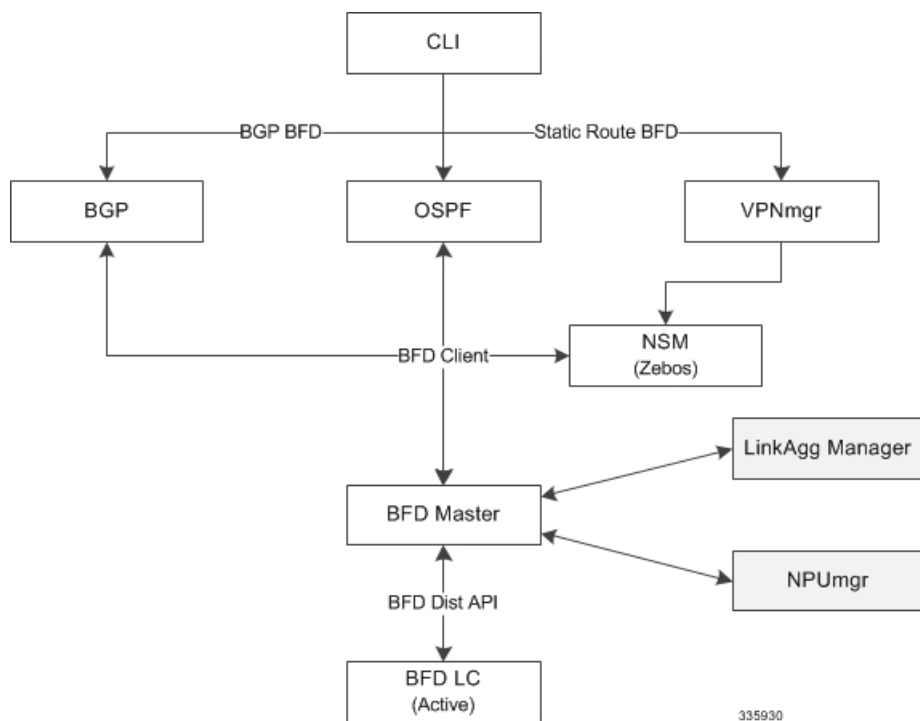 CLI
BGP BFD
Static Route BFD
BGP
OSPF
VPNmgr
BFD Client
NSM
(Zebos)
LinkAgg Manager
BFD Master
NPUmgr
BFD Dist API
BFD LC
(Active)
335930